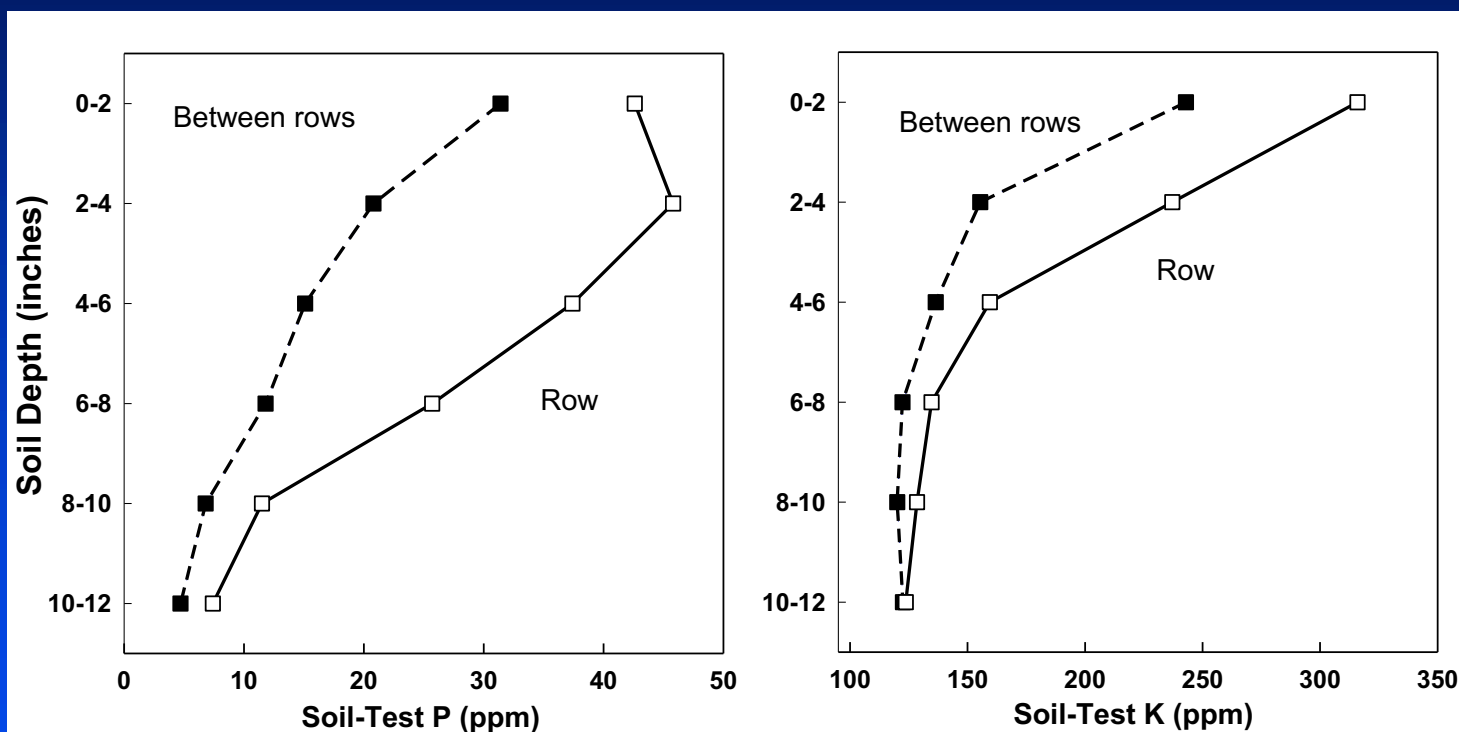 Between rows
Row
Soil Depth (inches)
0-2
2-4
4-6
6-8
8-10
10-12
0 10 20 30 40 50
Soil-Test P (ppm)
Between rows
Row
0-2
2-4
4-6
6-8
8-10
10-12
100 150 200 250 300 350
Soil-Test K (ppm)